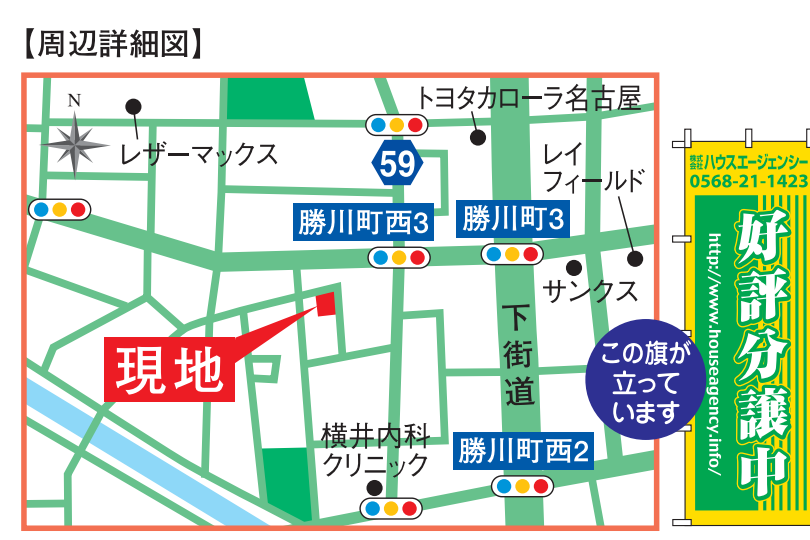 【周辺詳細図】
N
トヨタカローラ名古屋
レザーマックス
59
レイ
フィールド
勝川町西3
勝川町3
サンクス
現地
下街道
この旗が
立って
います
横井内科
クリニック
勝川町西2
株式
会社ハウスエージェンシー
0568-21-1423
好評分譲中
http://www.houseagency.info/